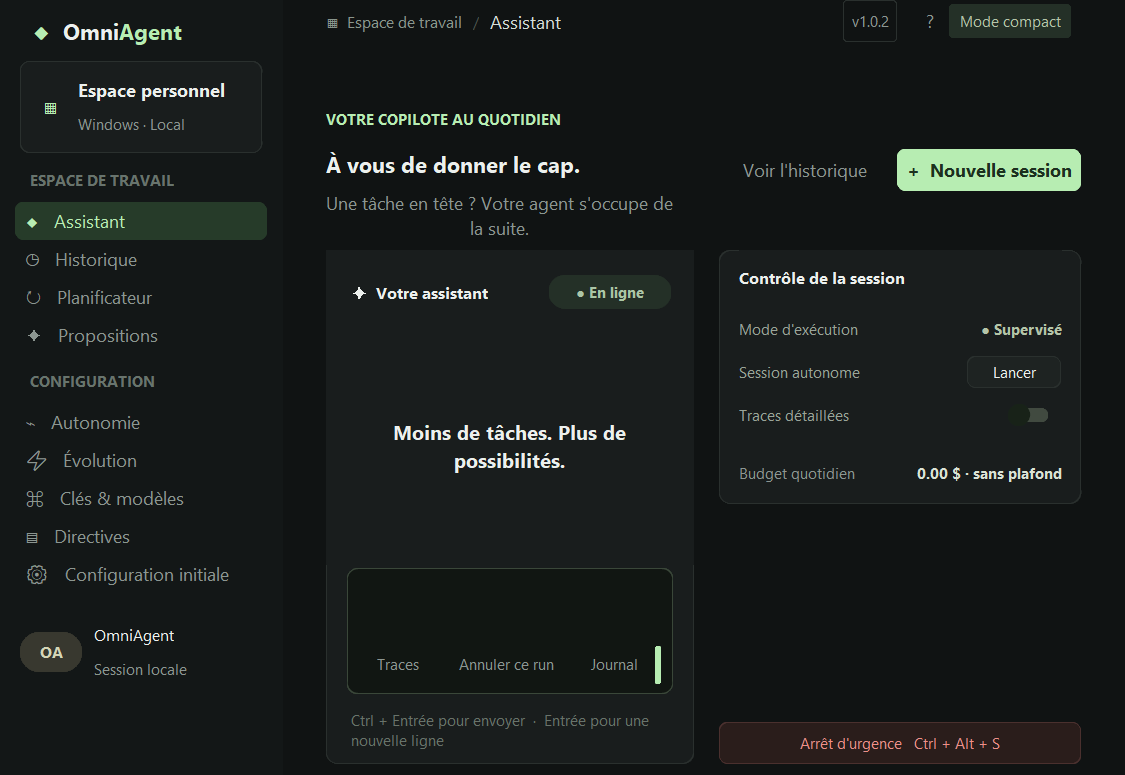 OmniAgent
Espace personnel
Windows · Local
ESPACE DE TRAVAIL
Assistant
Historique
Planificateur
Propositions
CONFIGURATION
Autonomie
Évolution
Clés & modèles
Directives
Configuration initiale
OA
OmniAgent
Session locale
Espace de travail / Assistant
v1.0.2
?
Mode compact
VOTRE COPILOTE AU QUOTIDIEN
À vous de donner le cap.
Une tâche en tête ? Votre agent s'occupe de
la suite.
Voir l'historique
+ Nouvelle session
Votre assistant
● En ligne
Moins de tâches. Plus de
possibilités.
Traces
Annuler ce run
Journal
Ctrl + Entrée pour envoyer · Entrée pour une
nouvelle ligne
Contrôle de la session
Mode d'exécution
● Supervisé
Session autonome
Lancer
Traces détaillées
Budget quotidien
0.00 $ · sans plafond
Arrêt d'urgence Ctrl + Alt + S